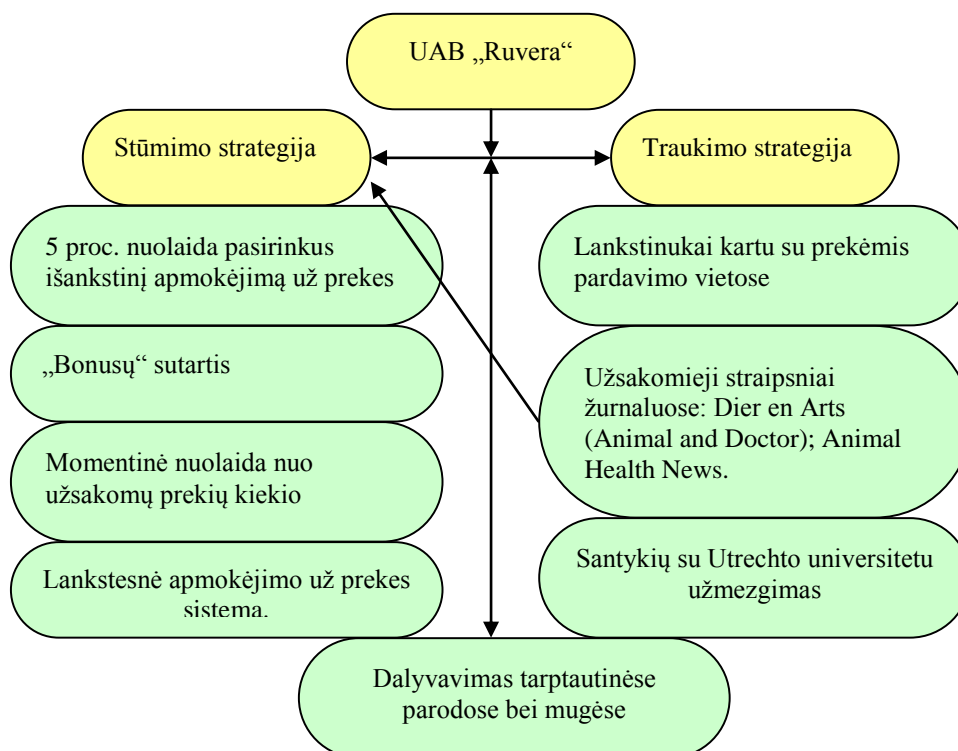 UAB „Ruvera“
Stūmimo strategija
Traukimo strategija
5 proc. nuolaida pasirinkus
išankstinį apmokėjimą už prekes
„Bonusų“ sutartis
Momentinė nuolaida nuo
užsakomų prekių kiekio
Lankstesnė apmokėjimo už prekes
sistema.
Lankstinukai kartu su prekėmis
pardavimo vietose
Užsakomieji straipsniai
žurnaluose: Dier en Arts
(Animal and Doctor); Animal
Health News.
Santykių su Utrechto universitetu
užmezgimas
Dalyvavimas tarptautinėse
parodose bei mugėse